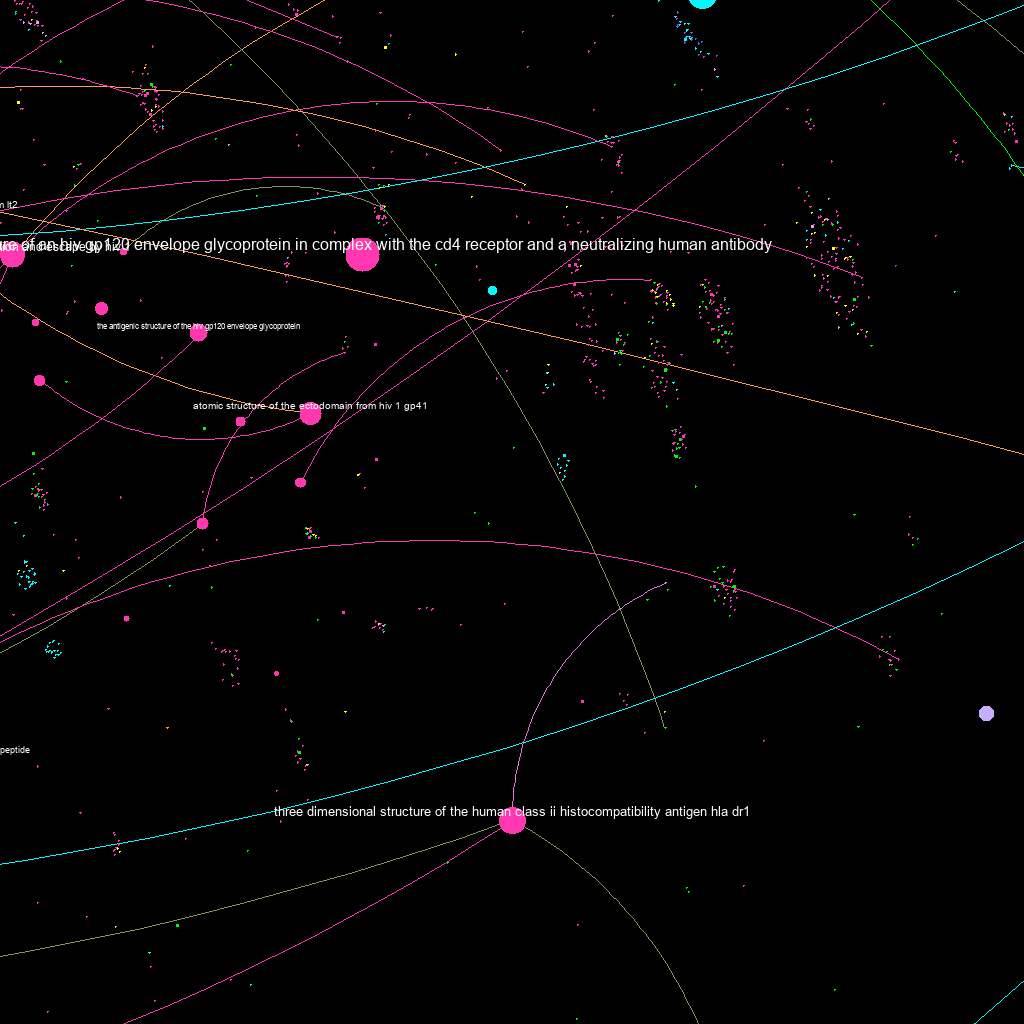 lt2
re of an hiv gp120 envelope glycoprotein in complex with the cd4 receptor and a neutralizing human antibody
the antigenic structure of the hiv gp120 envelope glycoprotein
atomic structure of the ectodomain from hiv 1 gp41
peptide
three dimensional structure of the human class ii histocompatibility antigen hla dr1